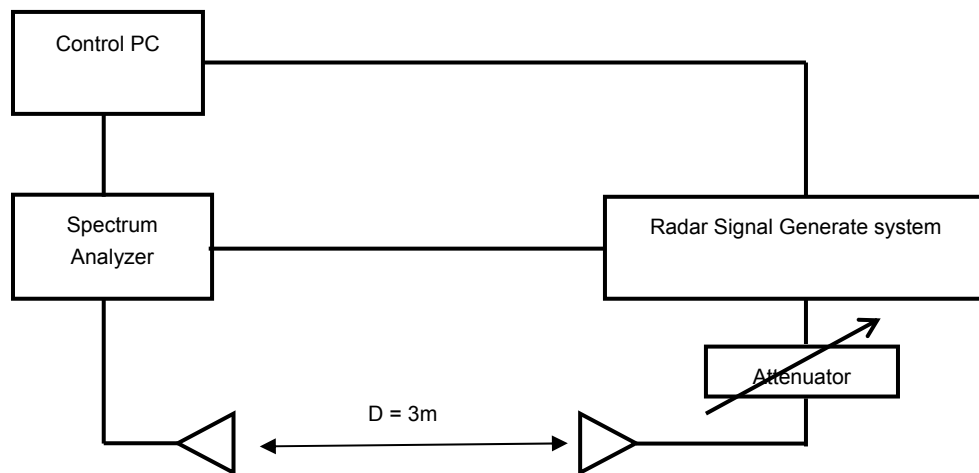 Control PC
Spectrum
Analyzer
Radar Signal Generate system
Attenuator
D = 3m